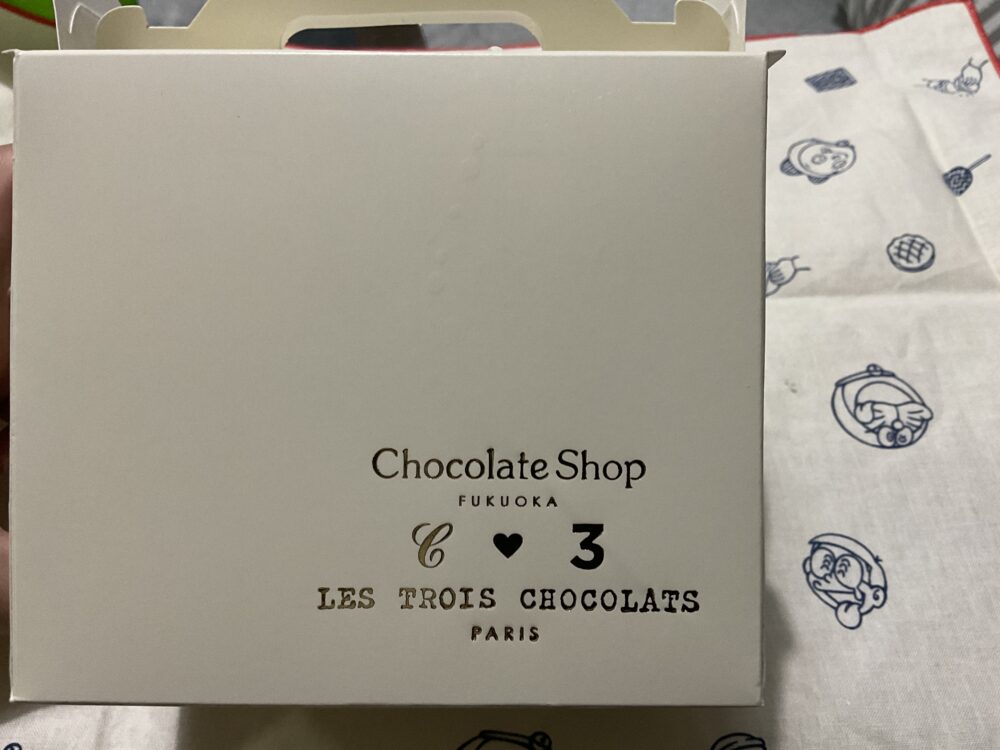 Chocolate Shop
FUKUOKA
C ♥ 3
LES TROIS CHOCOLATS
PARIS